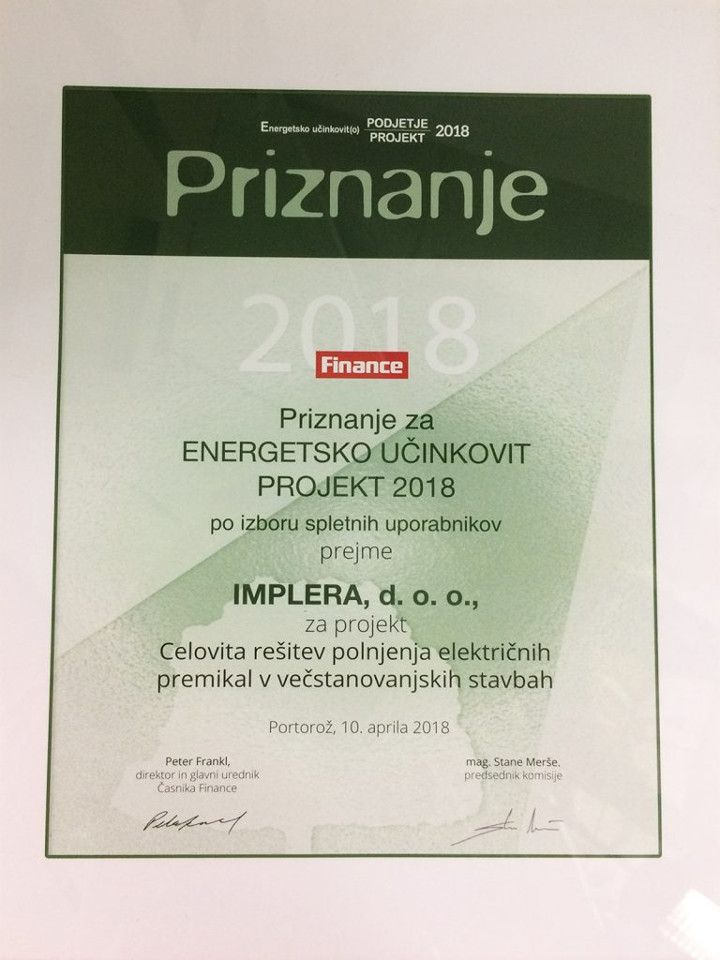 Energetsko učinkovit(o) PODJETJE PROJEKT 2018
Priznanje
2018
Finance
Priznanje za
ENERGETSKO UČINKOVIT
PROJEKT 2018
po izboru spletnih uporabnikov
prejme
IMPLERA, d. o. o.,
za projekt
Celovita rešitev polnjenja električnih
premikal v večstanovanjskih stavbah
Portorož, 10. aprila 2018
Peter Frankl,
direktor in glavni urednik
Časnika Finance
mag. Stane Merše.
predsednik komisije